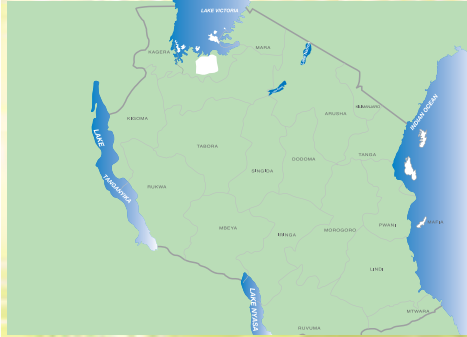 LAKE VICTORIA
KAGERA
MARA
INDIAN OCEAN
ARUSHA
KIGOMA
LAKE
TABORA
TANGA
DODOMA
SINGIDA
TANGANYIKA
RUKWA
MBEYA
IRINGA
MOROGORO
PWANI
LINDI
LAKE NYASA
MTWARA
RUVUMA